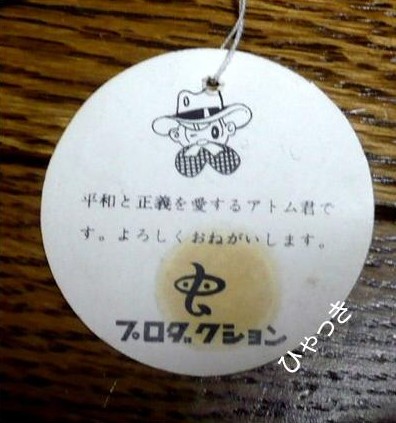 平和と正義を愛するアトム君で
す。よろしくおねがいします。
虫
プロダクション
ひゃっき